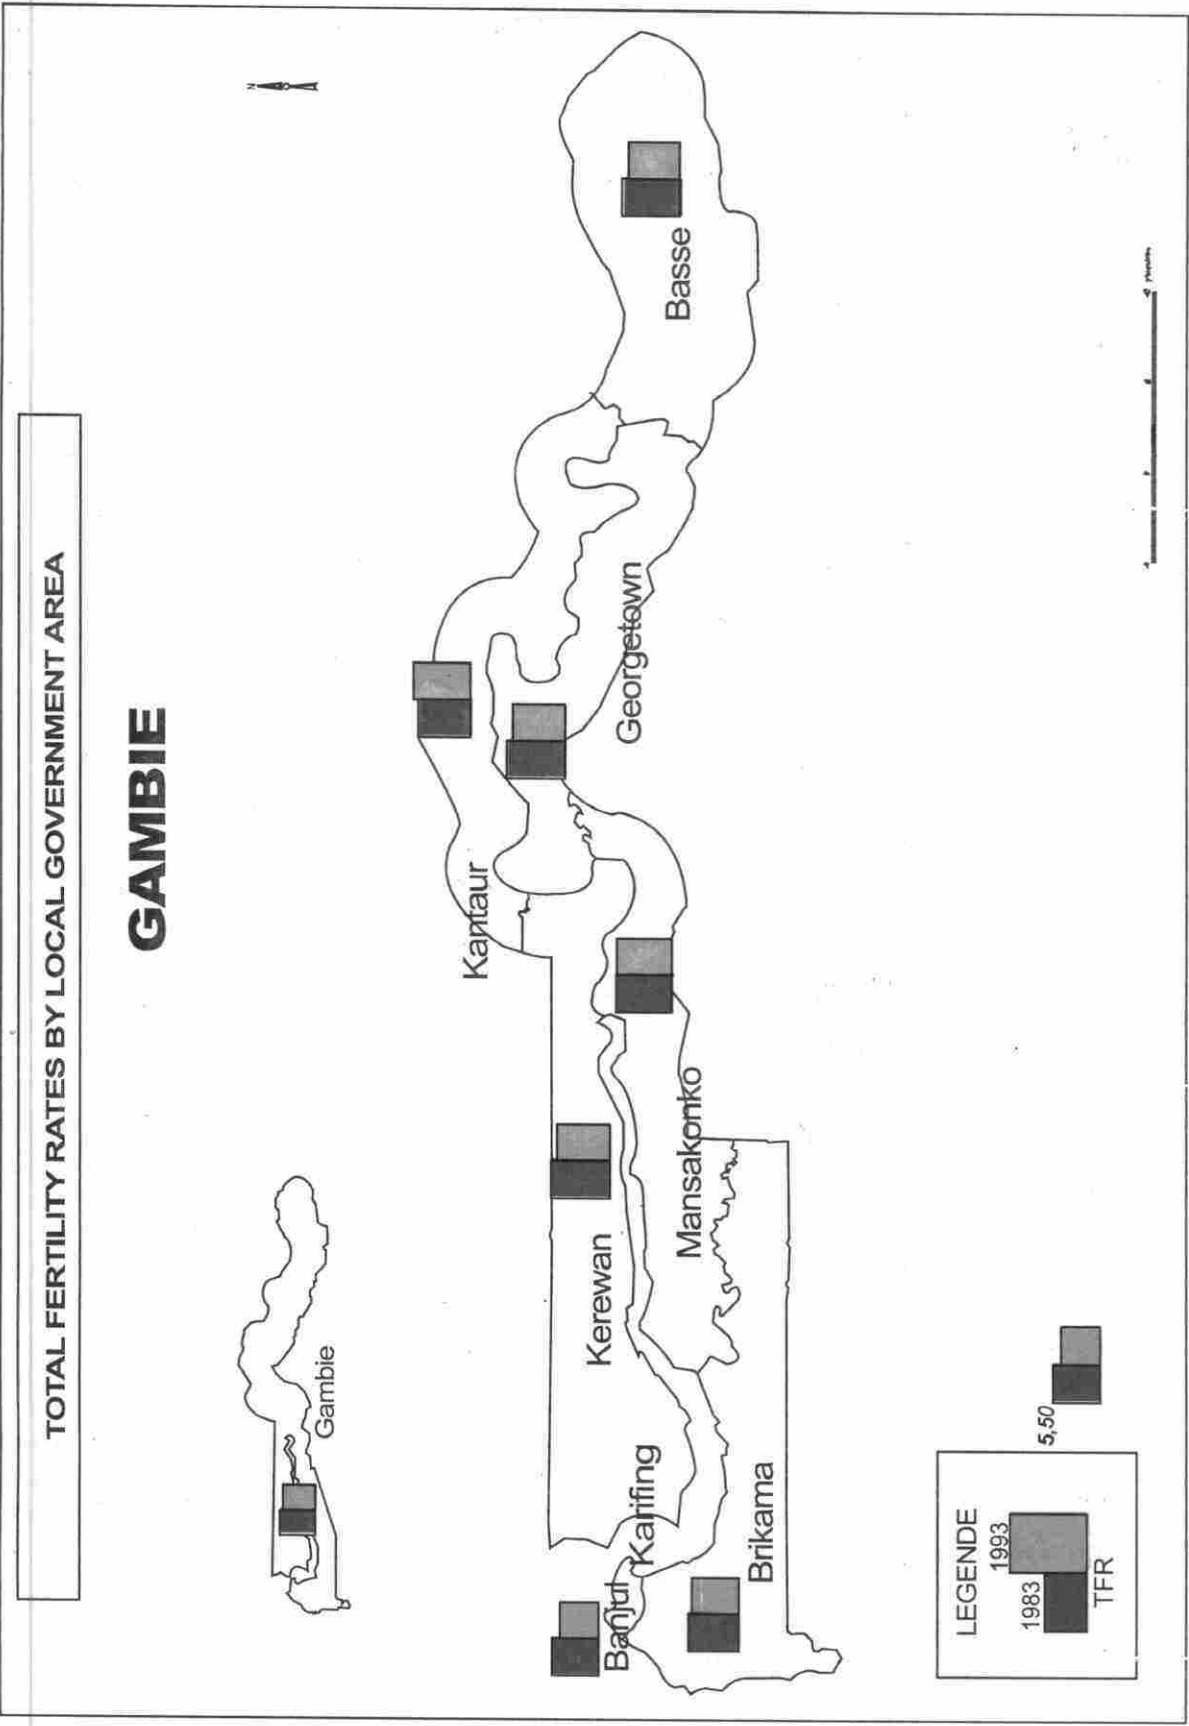 TOTAL FERTILITY RATES BY LOCAL GOVERNMENT AREA
GAMBIE
N
Gambie
Kantaur
Georgetown
Basse
Kerewan
Mansakonko
Banjul
Karifing
Brikama
5,50
LEGENDE
1983
1993
TFR